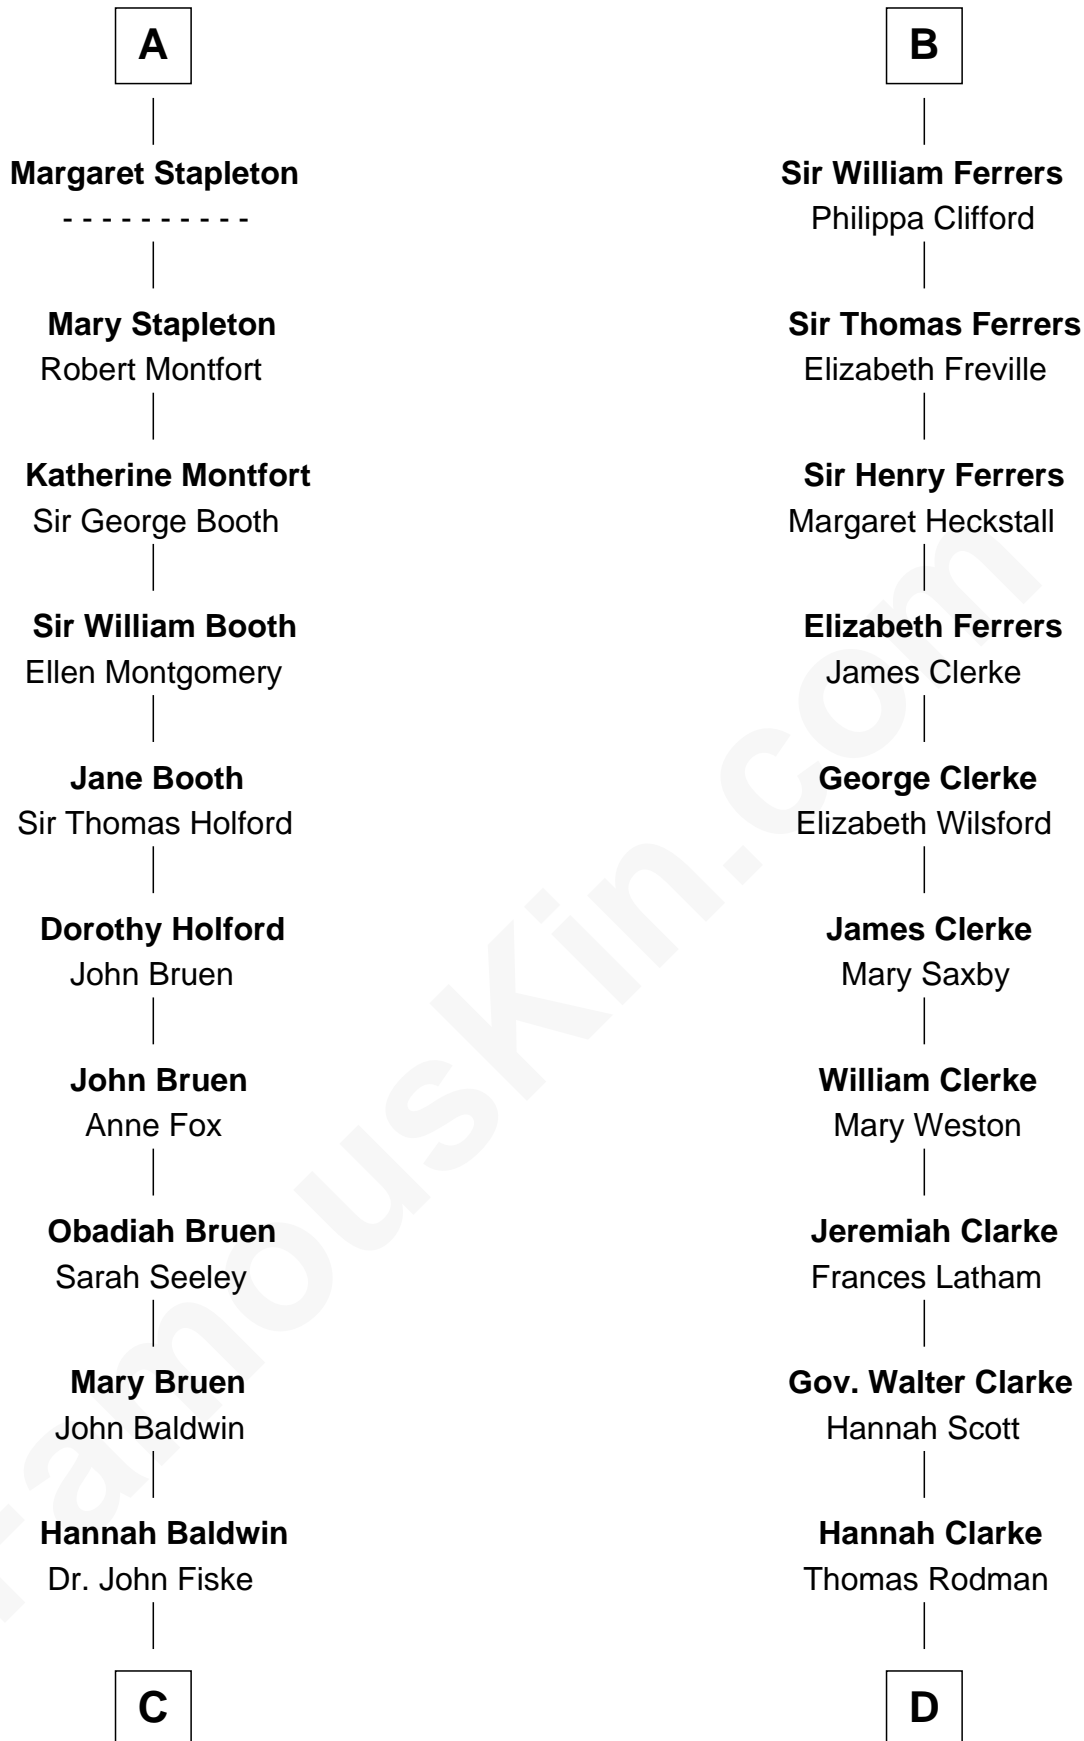 A
Margaret Stapleton
- - - - - - - - - -
Mary Stapleton
Robert Montfort
Katherine Montfort
Sir George Booth
Sir William Booth
Ellen Montgomery
Jane Booth
Sir Thomas Holford
Dorothy Holford
John Bruen
John Bruen
Anne Fox
Obadiah Bruen
Sarah Seeley
Mary Bruen
John Baldwin
Hannah Baldwin
Dr. John Fiske
C
B
Sir William Ferrers
Philippa Clifford
Sir Thomas Ferrers
Elizabeth Freville
Sir Henry Ferrers
Margaret Heckstall
Elizabeth Ferrers
James Clerke
George Clerke
Elizabeth Wilsford
James Clerke
Mary Saxby
William Clerke
Mary Weston
Jeremiah Clarke
Frances Latham
Gov. Walter Clarke
Hannah Scott
Hannah Clarke
Thomas Rodman
D
FamousKin.com